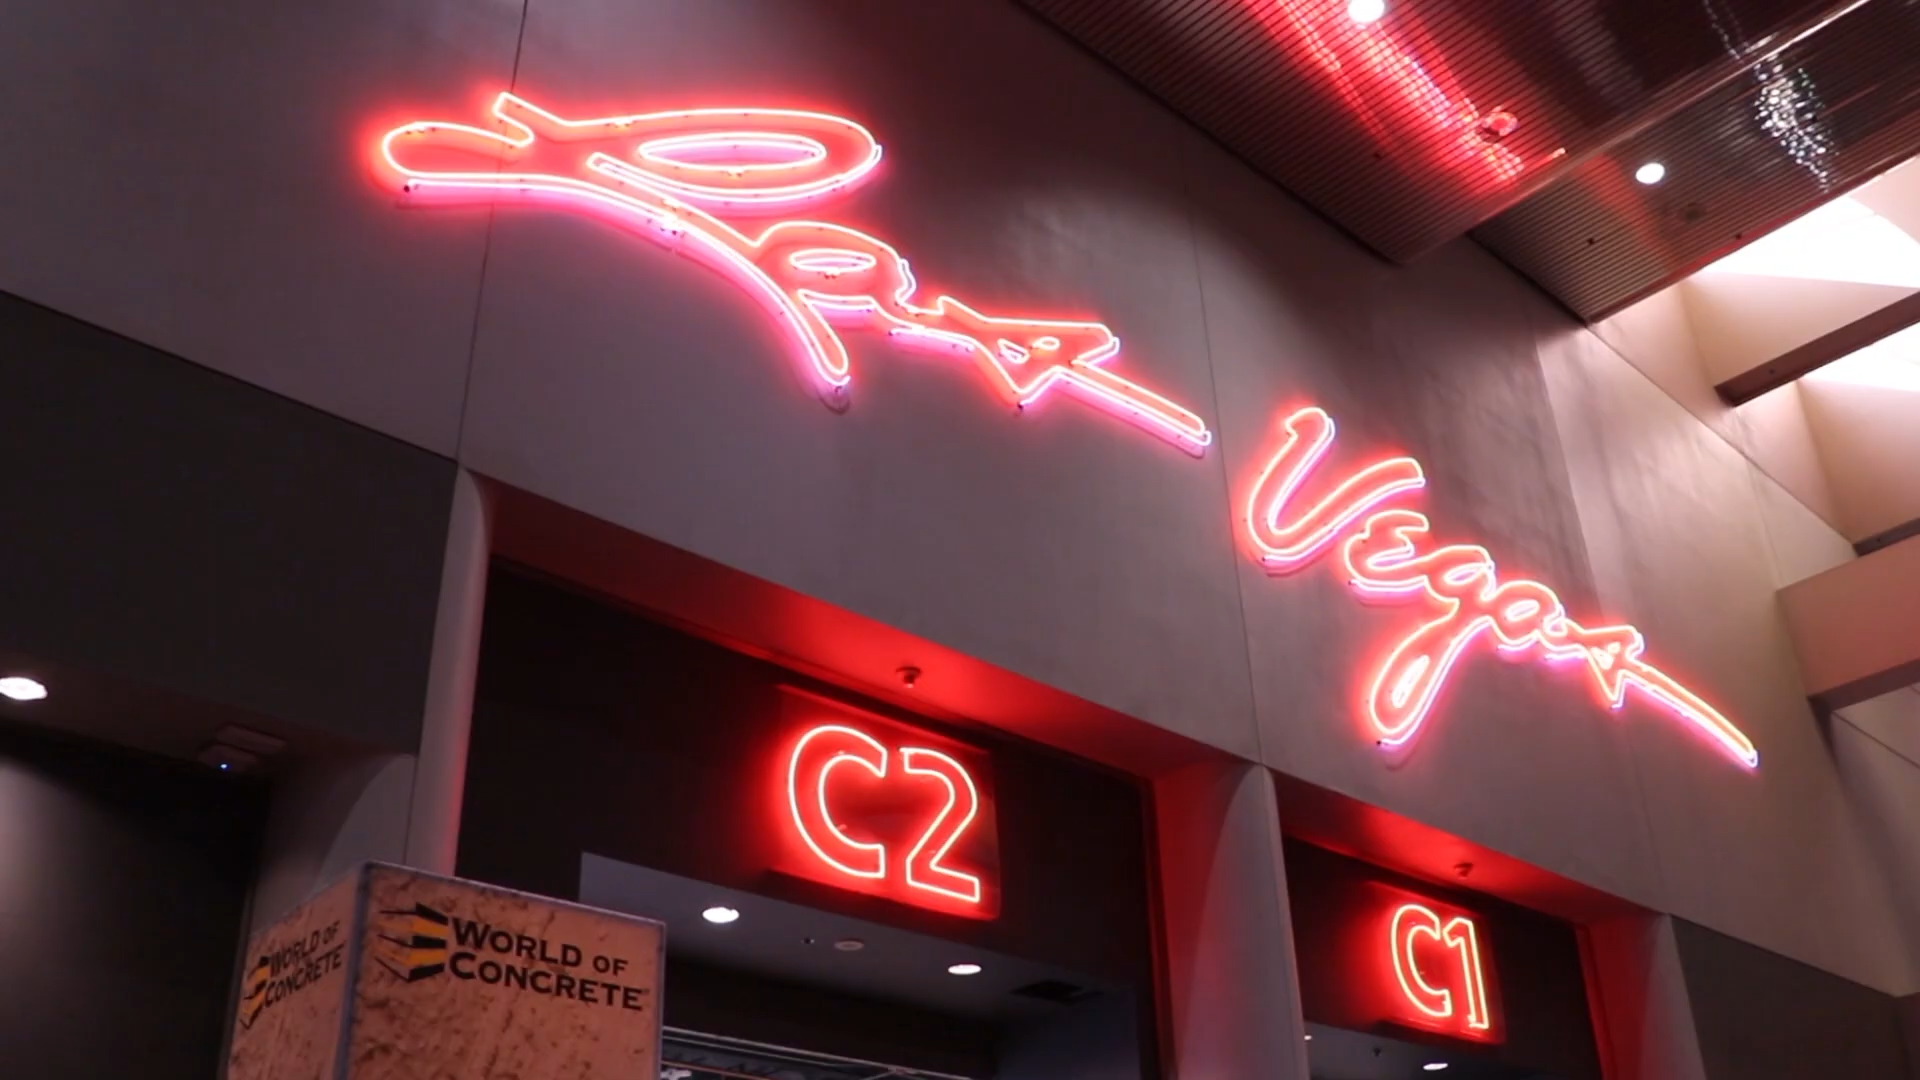 Las Vegas
C2
C1
WORLD OF
CONCRETE
WORLD OF
CONCRETE